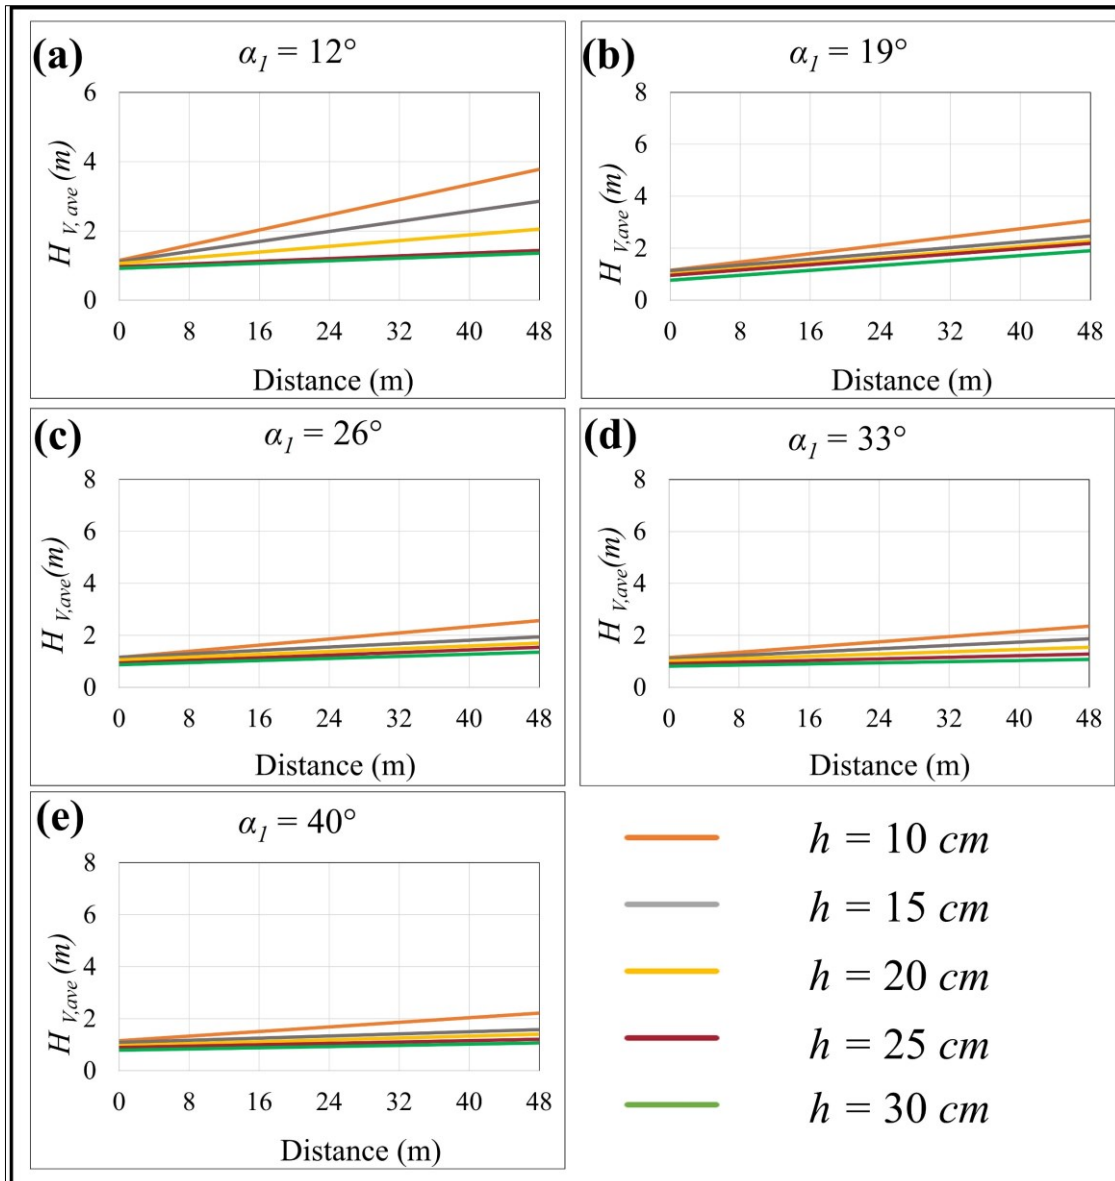 (a)
α1 = 12°
H V, ave (m)
6
4
2
0
0 8 16 24 32 40 48
Distance (m)
(b)
α1 = 19°
H V,ave (m)
8
6
4
2
0
0 8 16 24 32 40 48
Distance (m)
(c)
α1 = 26°
H V,ave (m)
8
6
4
2
0
0 8 16 24 32 40 48
Distance (m)
(d)
α1 = 33°
H V,ave (m)
8
6
4
2
0
0 8 16 24 32 40 48
Distance (m)
(e)
α1 = 40°
H V,ave (m)
8
6
4
2
0
0 8 16 24 32 40 48
Distance (m)
h = 10 cm
h = 15 cm
h = 20 cm
h = 25 cm
h = 30 cm